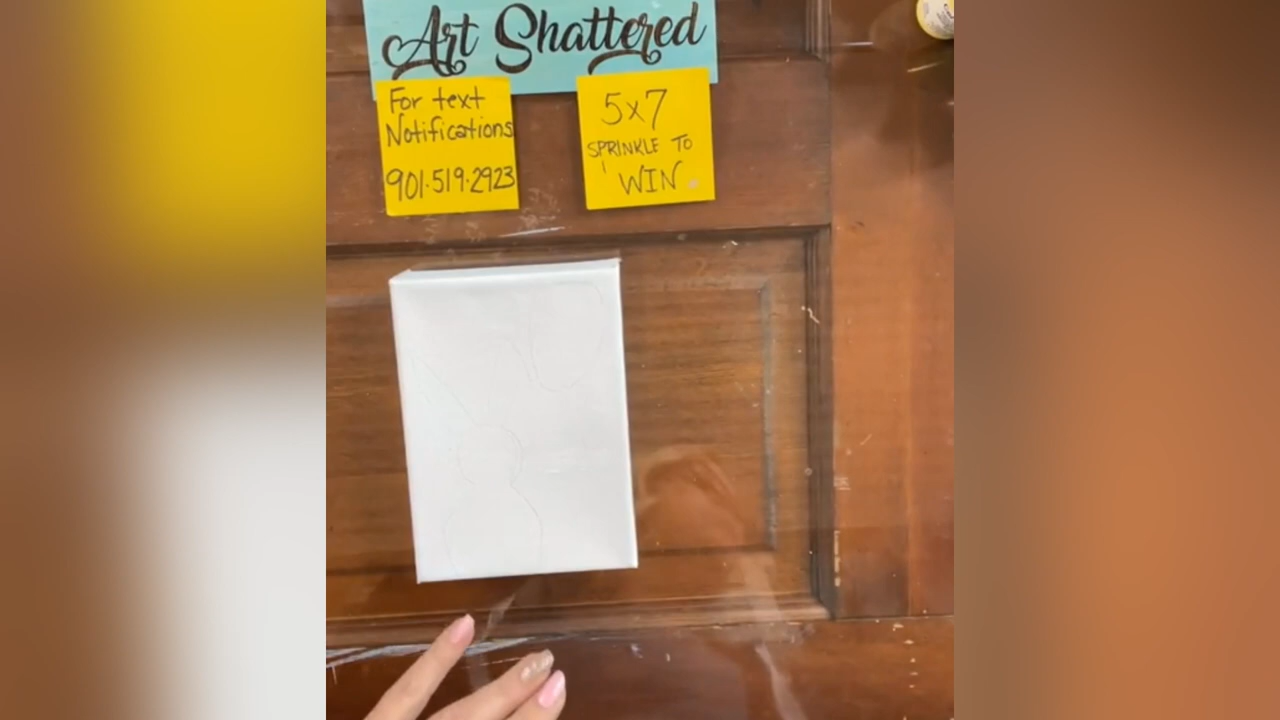 Art Shattered
For text
Notifications
901.519.2923
5x7
SPRINKLE TO
WIN